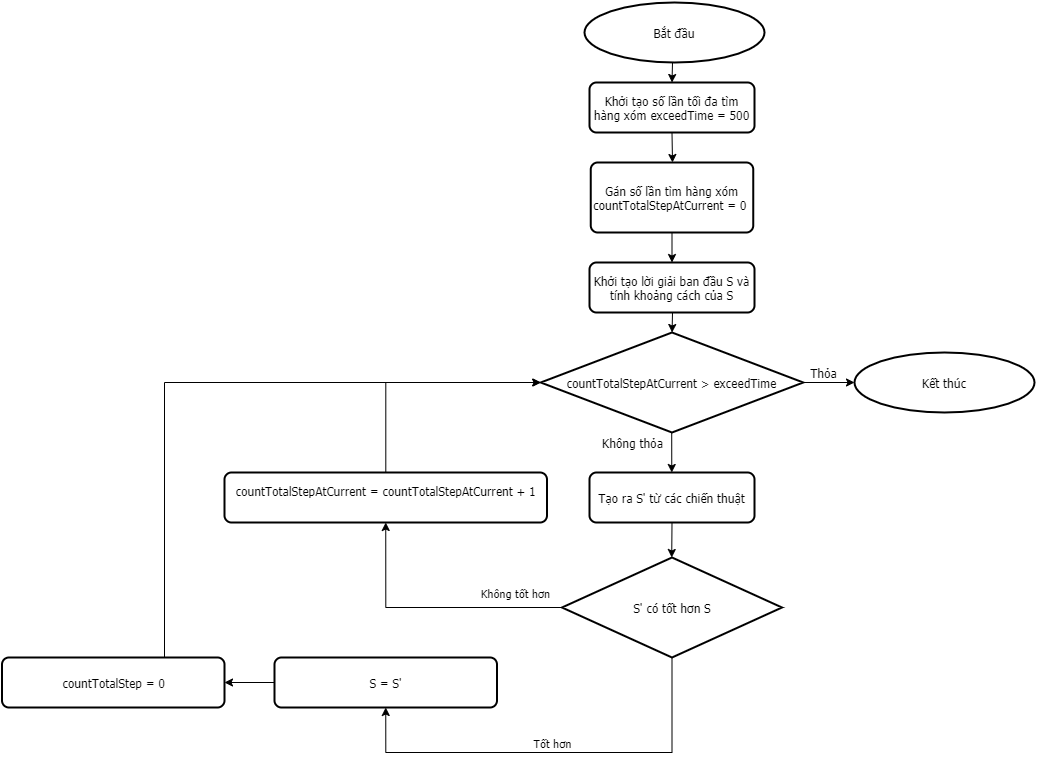 Bắt đầu
Khởi tạo số lần tối đa tìm
hàng xóm exceedTime = 500
Gán số lần tìm hàng xóm
countTotalStepAtCurrent = 0
Khởi tạo lời giải ban đầu S và
tính khoảng cách của S
countTotalStepAtCurrent > exceedTime
Thỏa
Kết thúc
Không thỏa
countTotalStepAtCurrent = countTotalStepAtCurrent + 1
Tạo ra S' từ các chiến thuật
Không tốt hơn
S' có tốt hơn S
countTotalStep = 0
S = S'
Tốt hơn